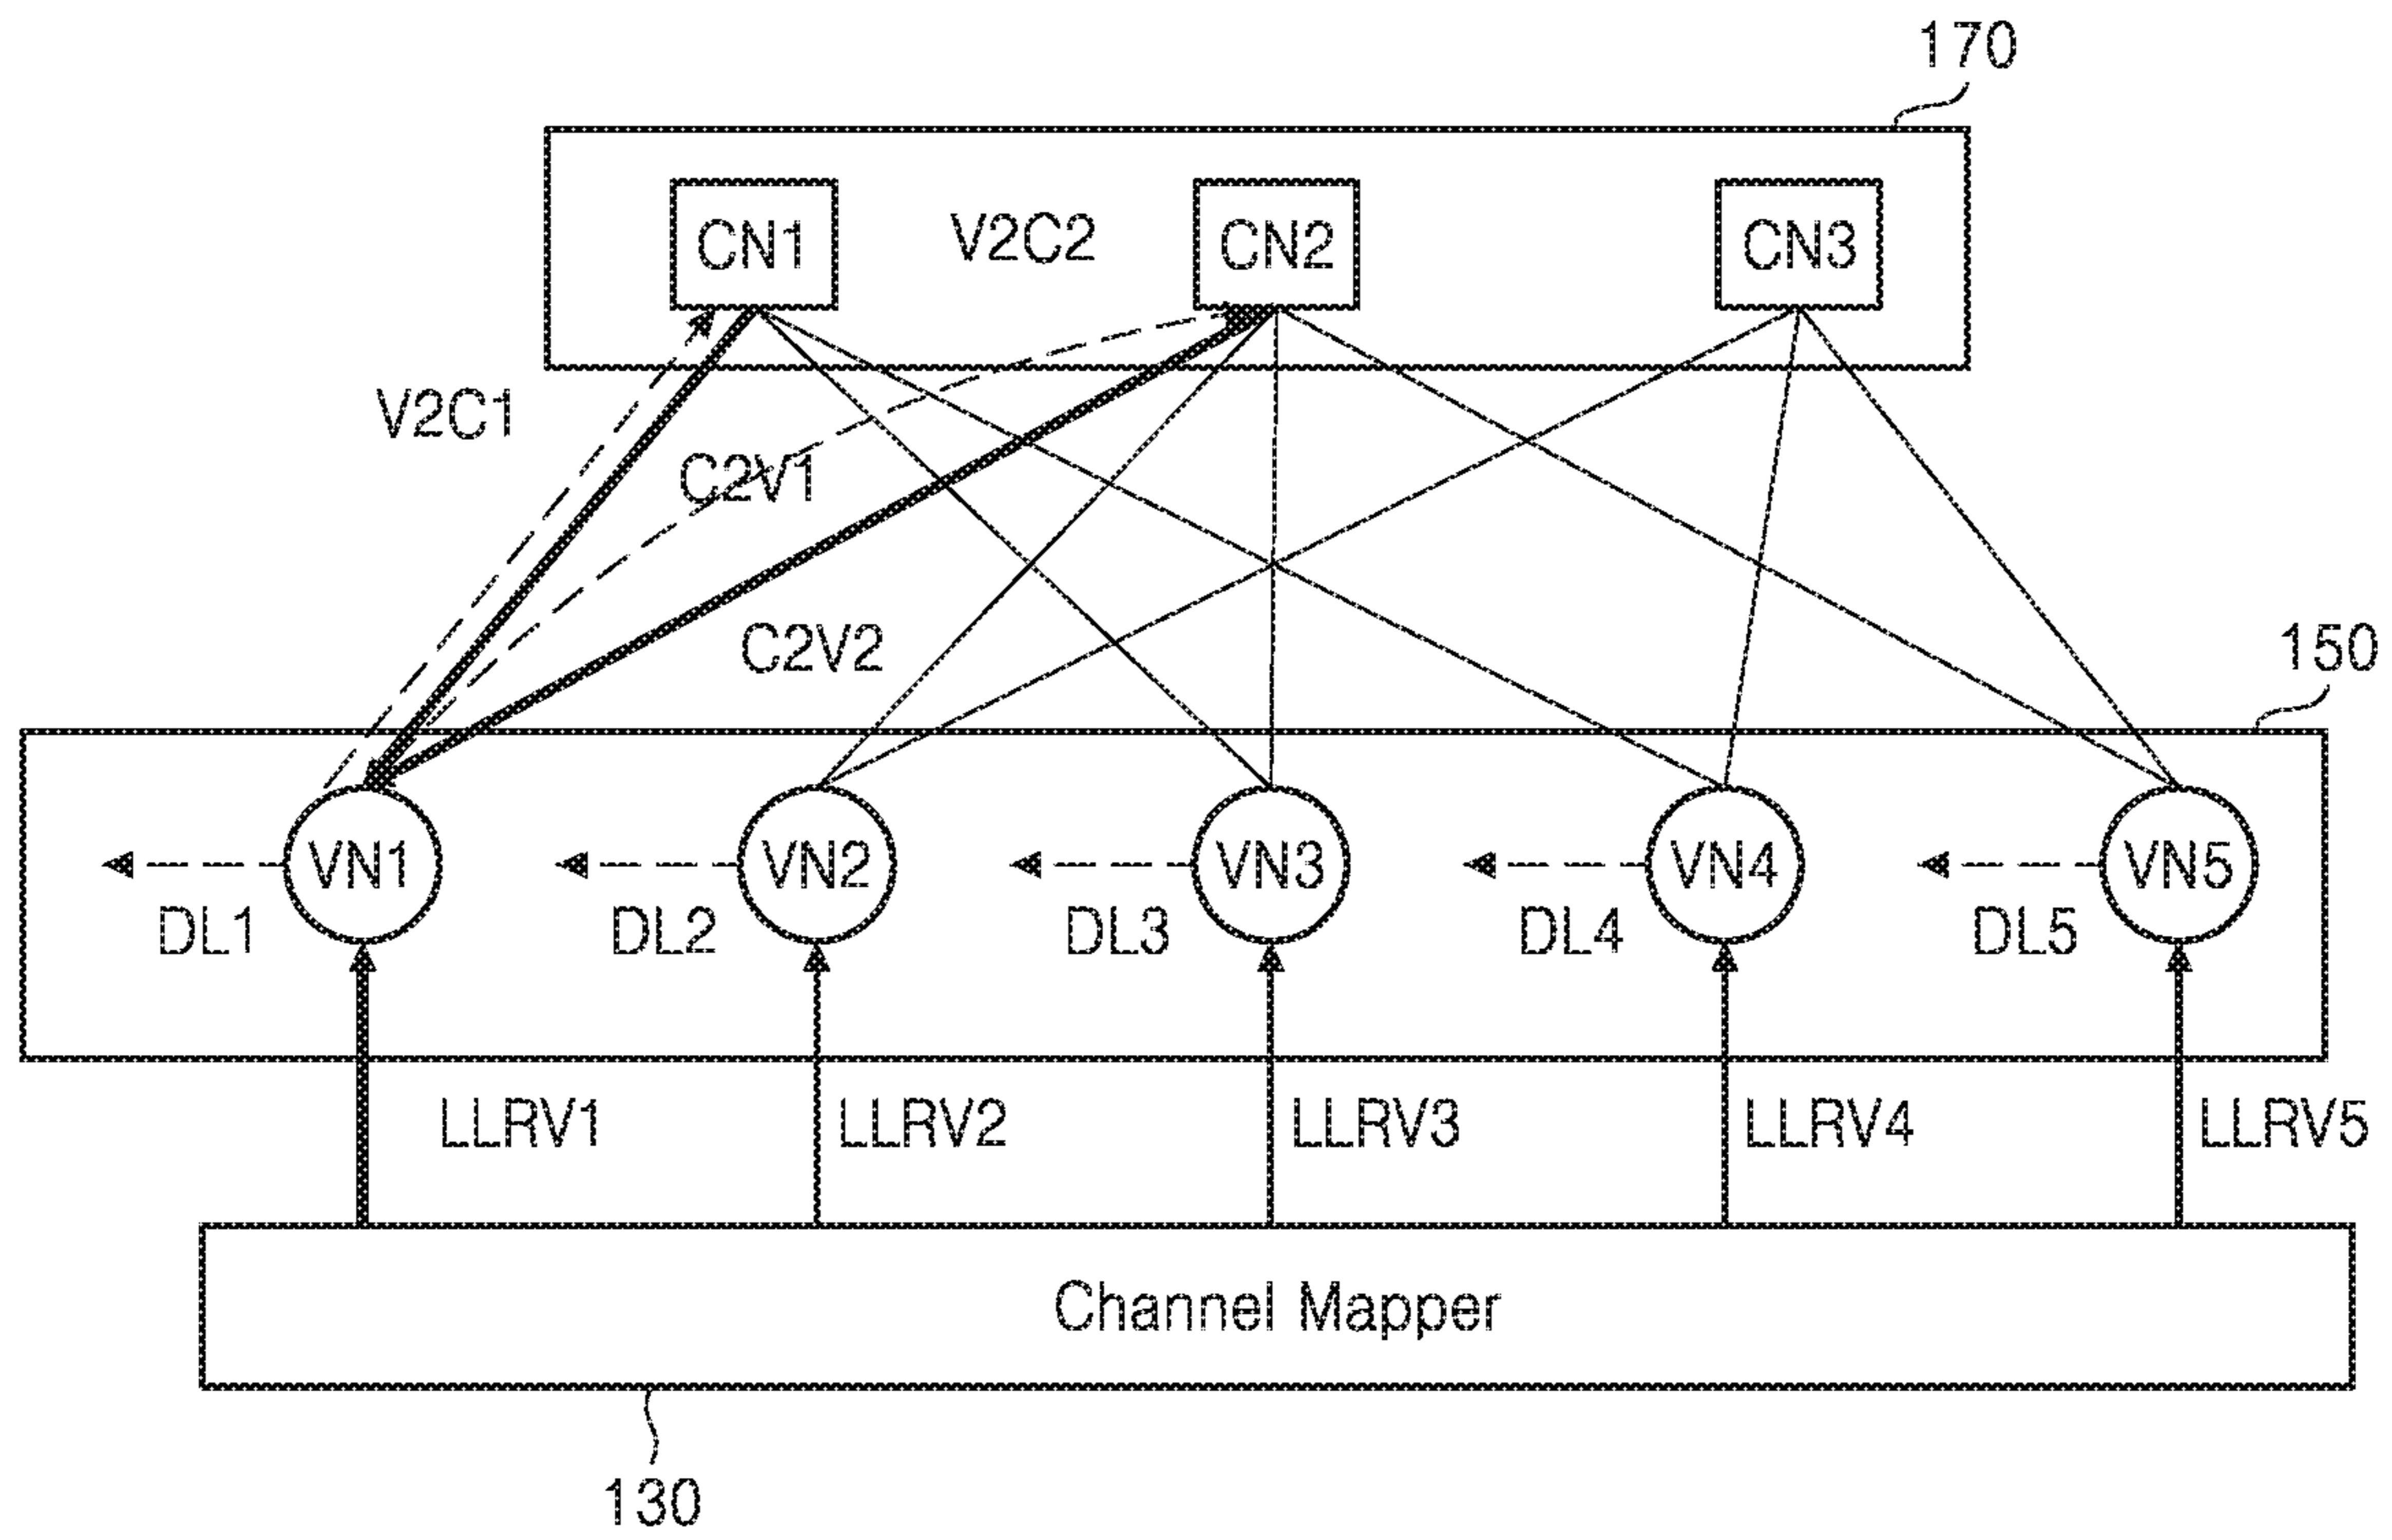 170
CN1
V2C2
CN2
CN3
V2C1
C2V1
C2V2
150
VN1
VN2
VN3
VN4
VN5
DL1
DL2
DL3
DL4
DL5
LLRV1
LLRV2
LLRV3
LLRV4
LLRV5
Channel Mapper
130